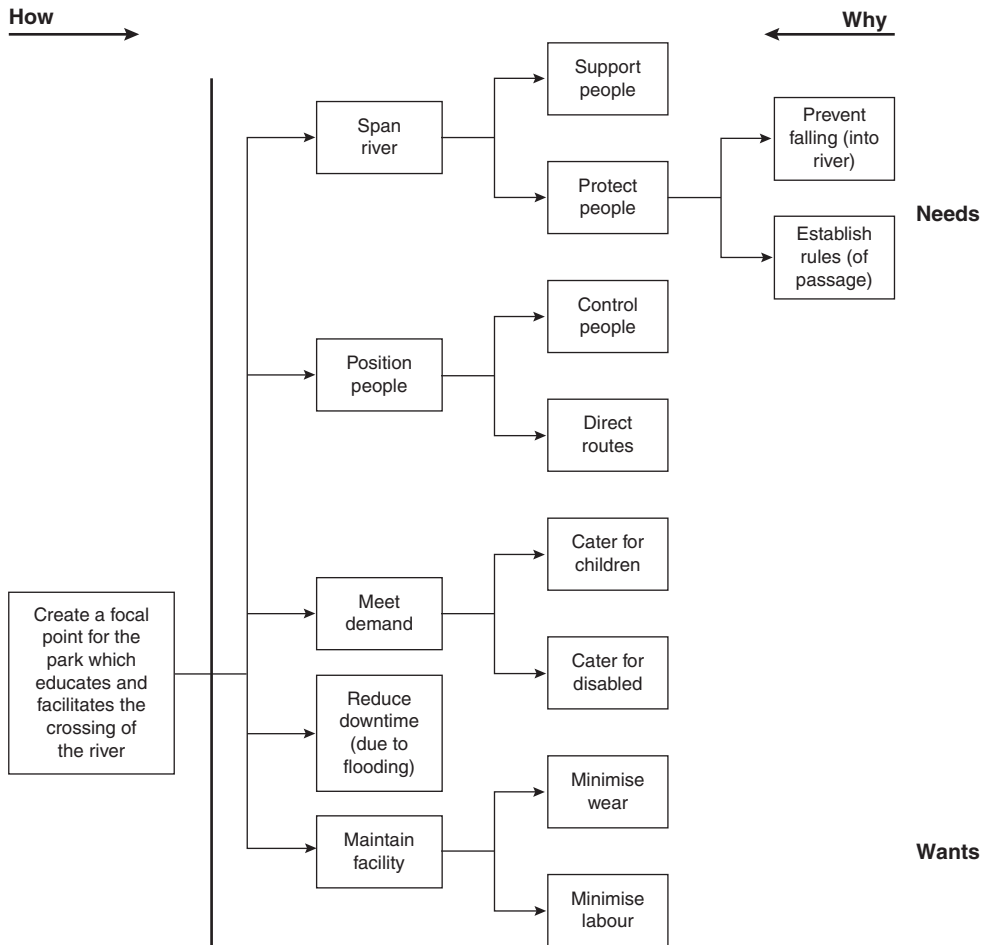 How
Why
Support
people
Span
river
Protect
people
Prevent
falling (into
river)
Establish
rules (of
passage)
Needs
Position
people
Control
people
Direct
routes
Create a focal
point for the
park which
educates and
facilitates the
crossing of
the river
Meet
demand
Cater for
children
Cater for
disabled
Reduce
downtime
(due to
flooding)
Maintain
facility
Minimise
wear
Minimise
labour
Wants